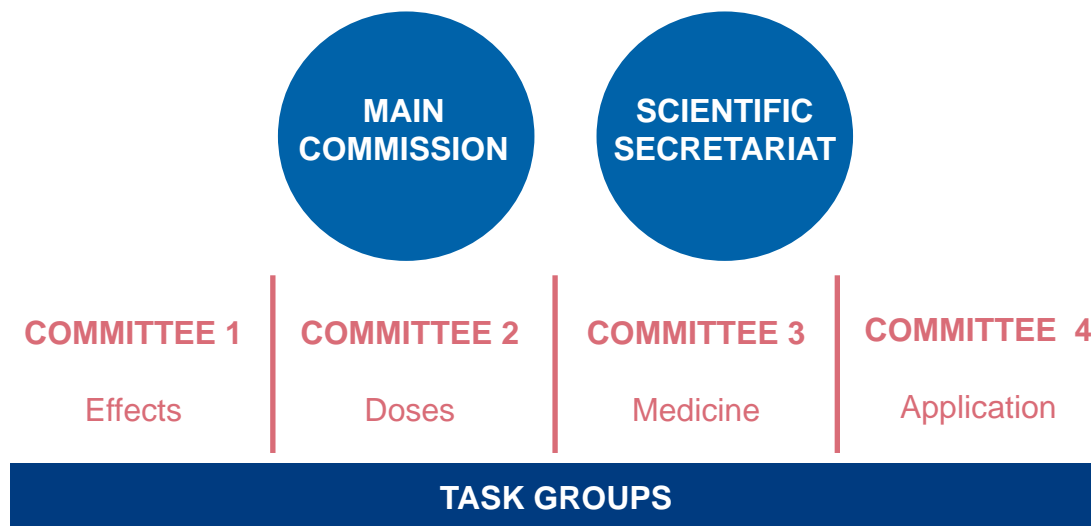 MAIN
COMMISSION
SCIENTIFIC
SECRETARIAT
COMMITTEE 1
COMMITTEE 2
COMMITTEE 3
COMMITTEE 4
Effects
Doses
Medicine
Application
TASK GROUPS